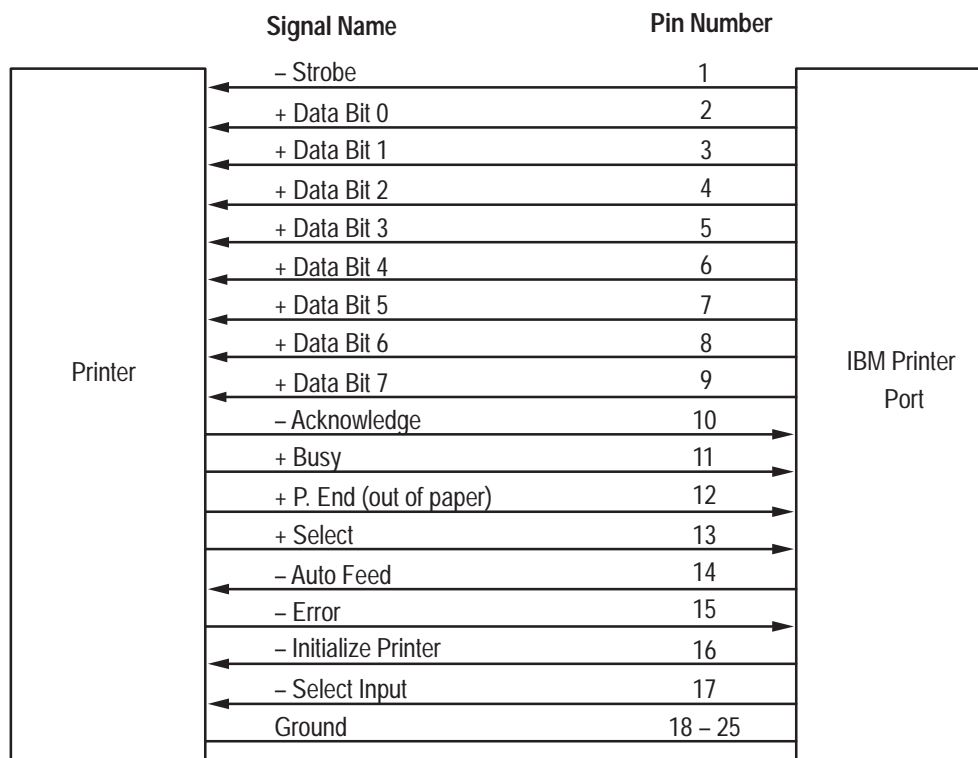 Signal Name Pin Number
– Strobe 1
+ Data Bit 0 2
+ Data Bit 1 3
+ Data Bit 2 4
+ Data Bit 3 5
+ Data Bit 4 6
+ Data Bit 5 7
+ Data Bit 6 8
+ Data Bit 7 9
– Acknowledge 10
+ Busy 11
+ P. End (out of paper) 12
+ Select 13
– Auto Feed 14
– Error 15
– Initialize Printer 16
– Select Input 17
Ground 18 – 25
Printer
IBM Printer
Port